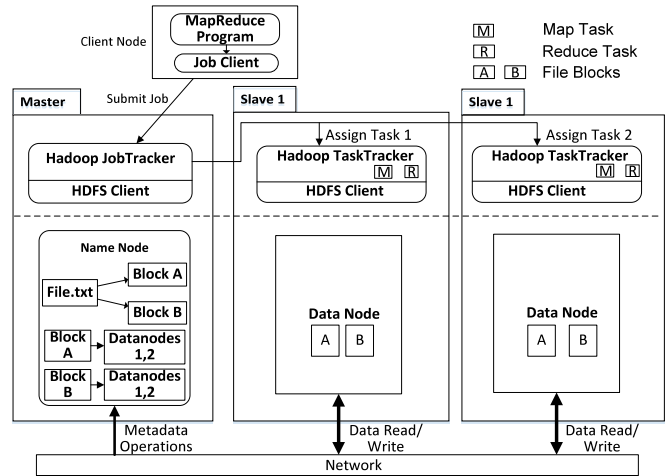 Client Node
MapReduce
Program
Job Client
M Map Task
R Reduce Task
A B File Blocks
Submit Job
Master
Hadoop JobTracker
HDFS Client
Slave 1
Assign Task 1
Hadoop TaskTracker
M R
HDFS Client
Slave 1
Assign Task 2
Hadoop TaskTracker
M R
HDFS Client
Name Node
File.txt
Block A
Block B
Block
A
Datanodes
1,2
Block
B
Datanodes
1,2
Data Node
A B
Data Node
A B
Metadata
Operations
Data Read/
Write
Data Read/
Write
Network